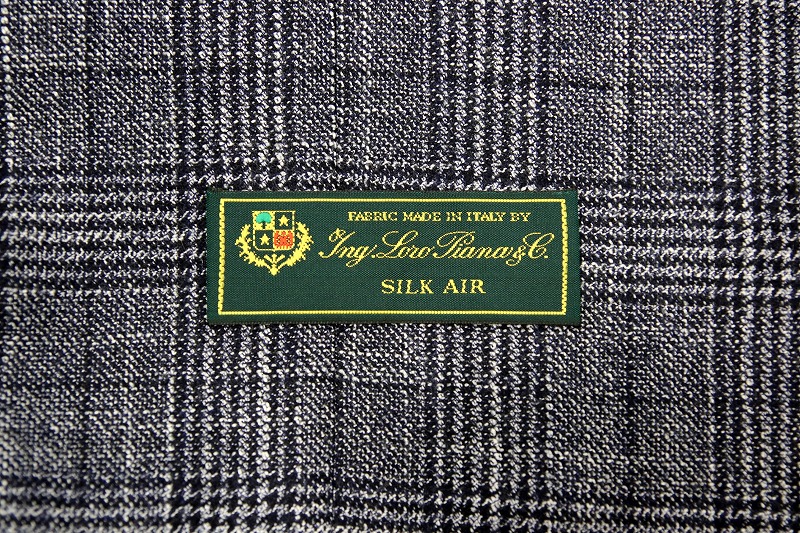 FABRIC MADE IN ITALY BY
Ing. Loro Piana & C.
SILK AIR